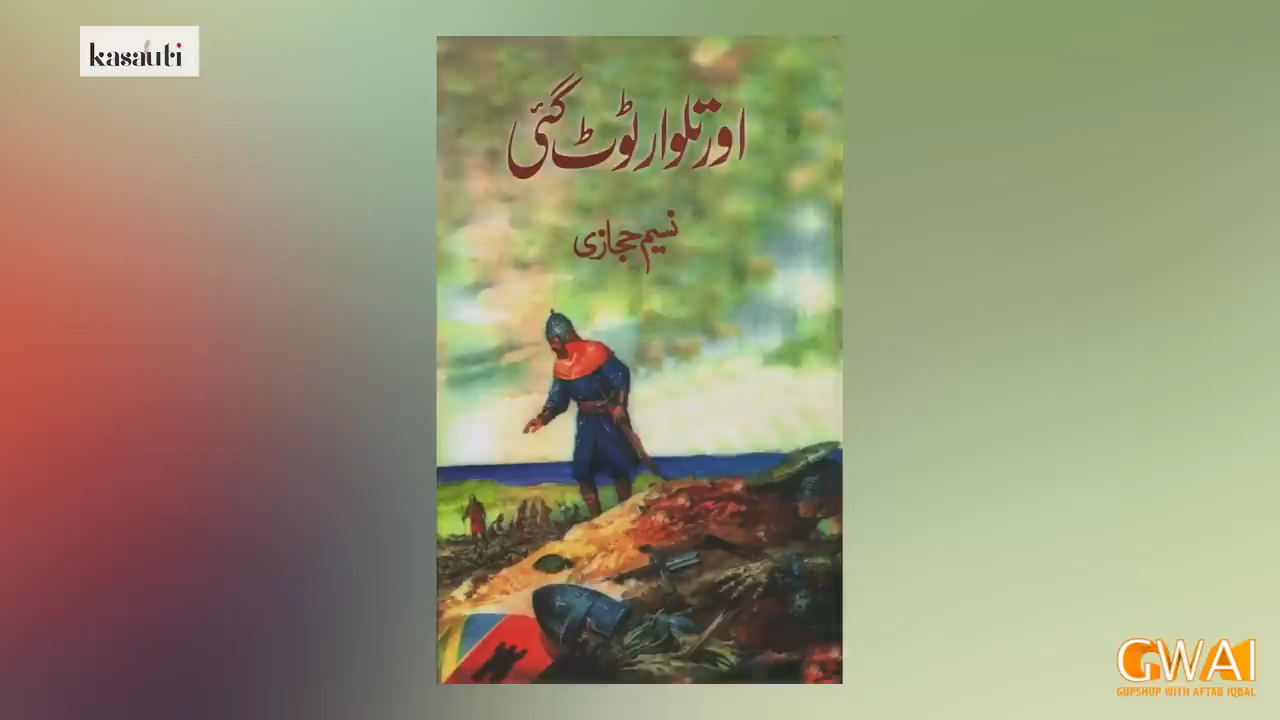 kasauti
اور تلوار ٹوٹ گئی
نسیم حجازی
GWAI
GUPSHUP WITH AFTAB IQBAL